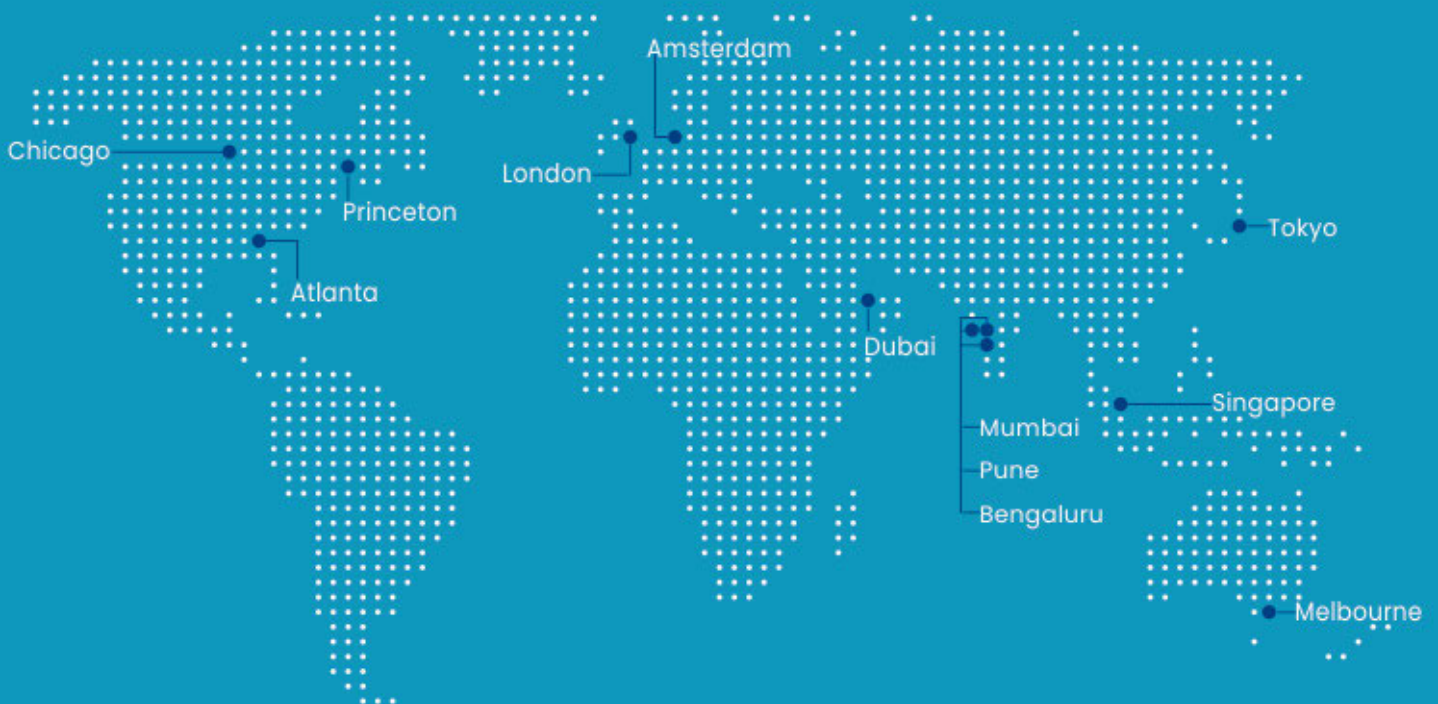 Amsterdam
Chicago
London
Princeton
Tokyo
Atlanta
Dubai
Singapore
Mumbai
Pune
Bengaluru
Melbourne